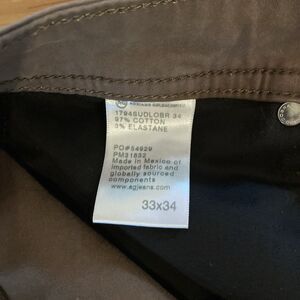 1794SUDLOBR 34
97% COTTON
3% ELASTANE
PO#54929
PM31832
Made in Mexico of
imported fabric and
globally sourced
components
www.agjeans.com
33x34